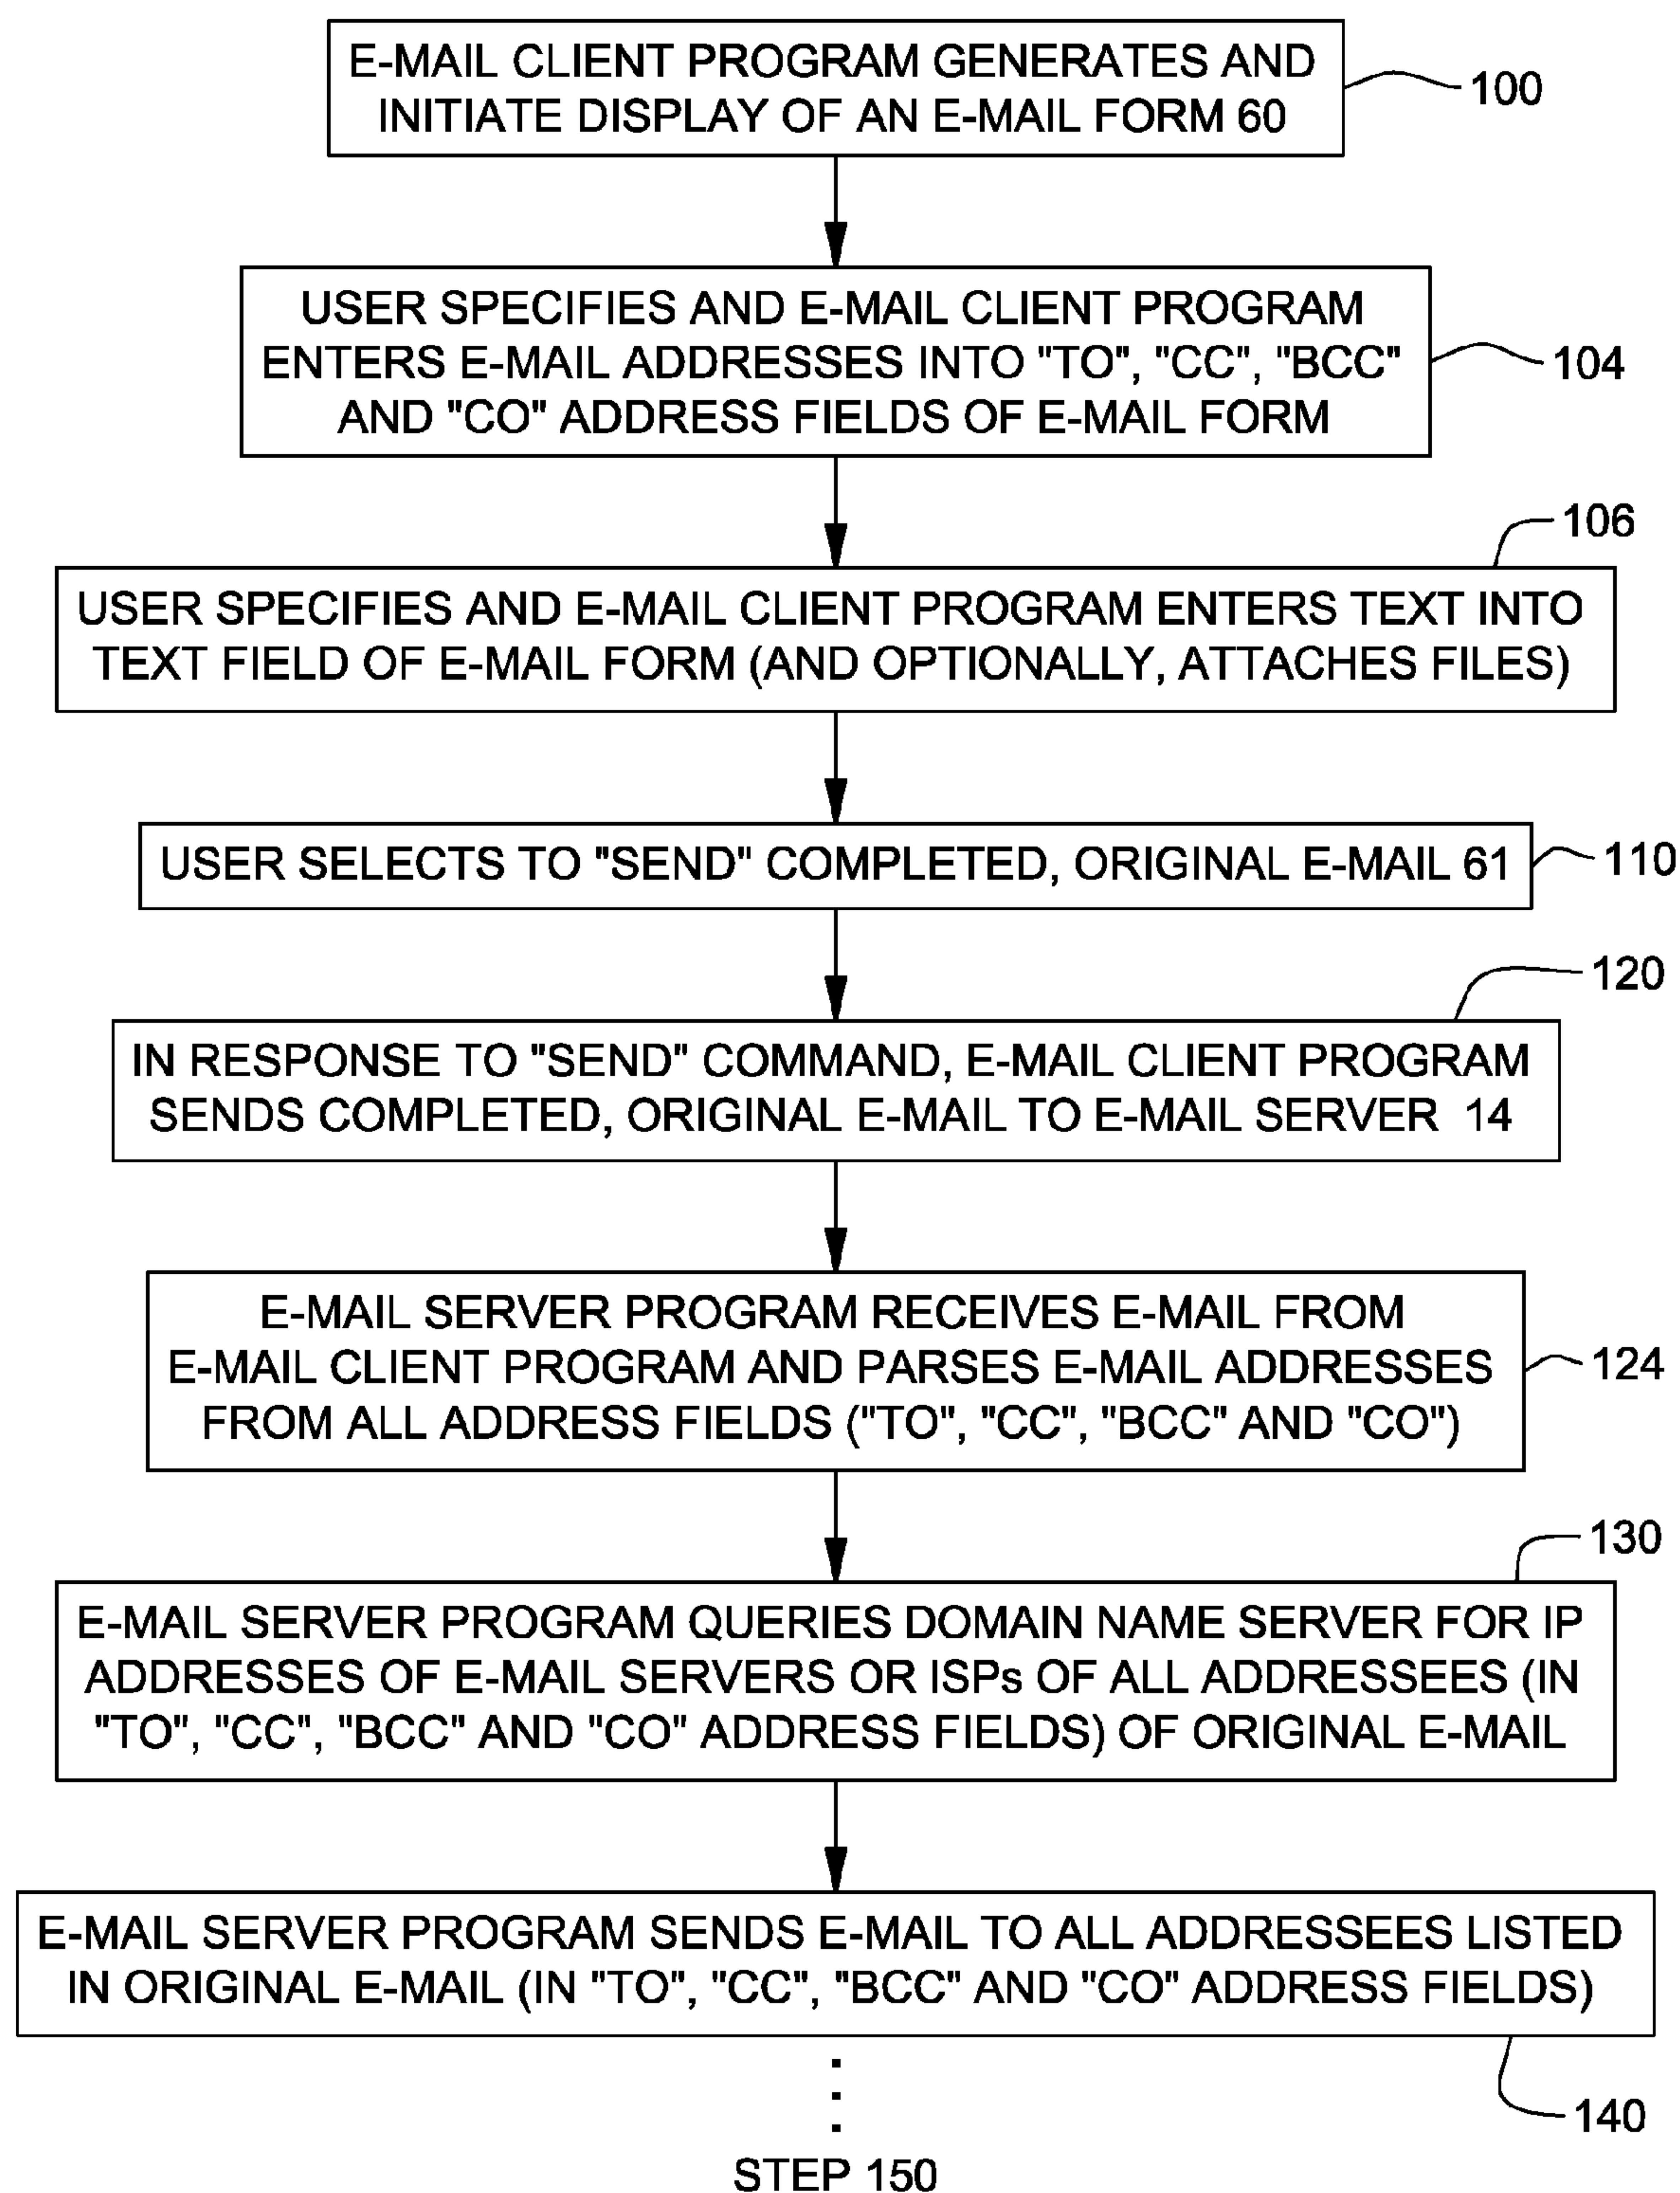 E-MAIL CLIENT PROGRAM GENERATES AND
INITIATE DISPLAY OF AN E-MAIL FORM 60
100
USER SPECIFIES AND E-MAIL CLIENT PROGRAM
ENTERS E-MAIL ADDRESSES INTO "TO", "CC", "BCC"
AND "CO" ADDRESS FIELDS OF E-MAIL FORM
104
106
USER SPECIFIES AND E-MAIL CLIENT PROGRAM ENTERS TEXT INTO
TEXT FIELD OF E-MAIL FORM (AND OPTIONALLY, ATTACHES FILES)
USER SELECTS TO "SEND" COMPLETED, ORIGINAL E-MAIL 61
110
120
IN RESPONSE TO "SEND" COMMAND, E-MAIL CLIENT PROGRAM
SENDS COMPLETED, ORIGINAL E-MAIL TO E-MAIL SERVER 14
E-MAIL SERVER PROGRAM RECEIVES E-MAIL FROM
E-MAIL CLIENT PROGRAM AND PARSES E-MAIL ADDRESSES
FROM ALL ADDRESS FIELDS ("TO", "CC", "BCC" AND "CO")
124
130
E-MAIL SERVER PROGRAM QUERIES DOMAIN NAME SERVER FOR IP
ADDRESSES OF E-MAIL SERVERS OR ISPs OF ALL ADDRESSEES (IN
"TO", "CC", "BCC" AND "CO" ADDRESS FIELDS) OF ORIGINAL E-MAIL
E-MAIL SERVER PROGRAM SENDS E-MAIL TO ALL ADDRESSEES LISTED
IN ORIGINAL E-MAIL (IN "TO", "CC", "BCC" AND "CO" ADDRESS FIELDS)
140
STEP 150